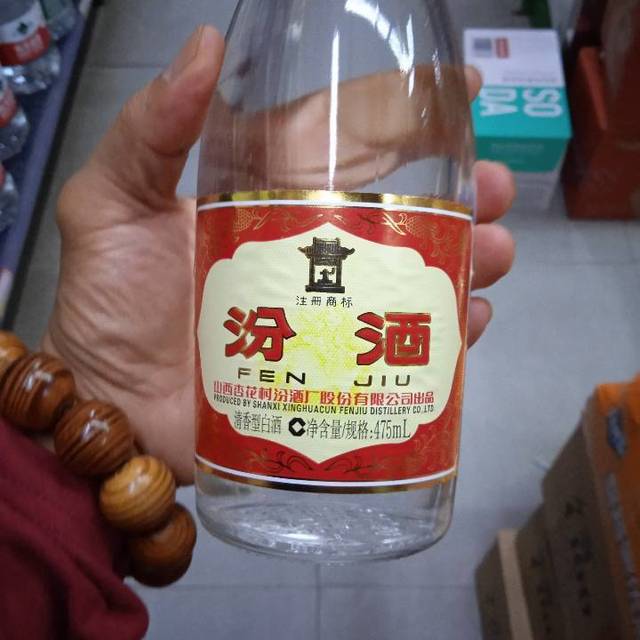 注册商标
汾酒
FEN JIU
山西杏花村汾酒厂股份有限公司出品
PRODUCED BY SHANXI XINGHUACUN FENJIU DISTILLERY CO.,LTD.
清香型白酒 净含量/规格:475mL
SO
DA